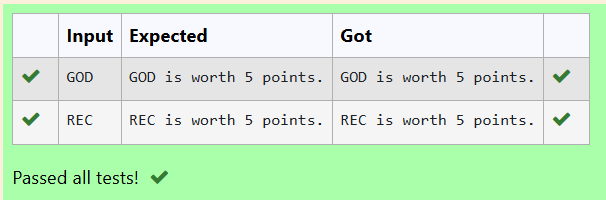 Input Expected Got
GOD GOD is worth 5 points. GOD is worth 5 points.
REC REC is worth 5 points. REC is worth 5 points.
Passed all tests!